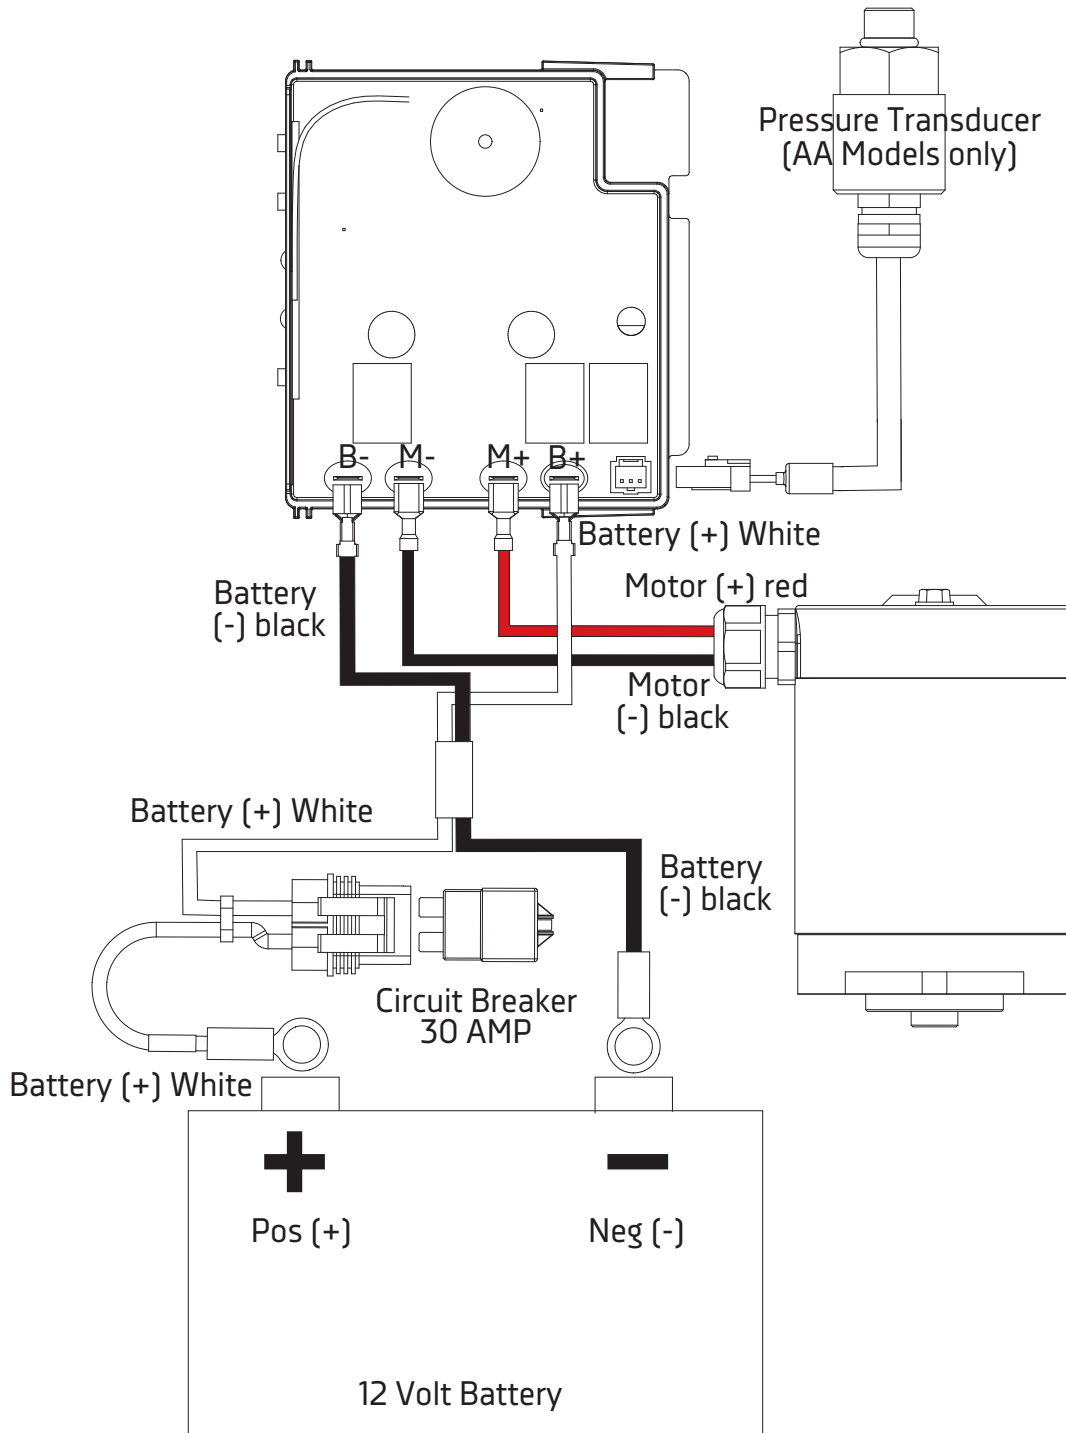 Pressure Transducer
(AA Models only)
B-
M-
M+
B+
Battery (+) White
Battery
(-) black
Motor (+) red
Motor
(-) black
Battery (+) White
Battery
(-) black
Circuit Breaker
30 AMP
Battery (+) White
Pos (+)
Neg (-)
12 Volt Battery